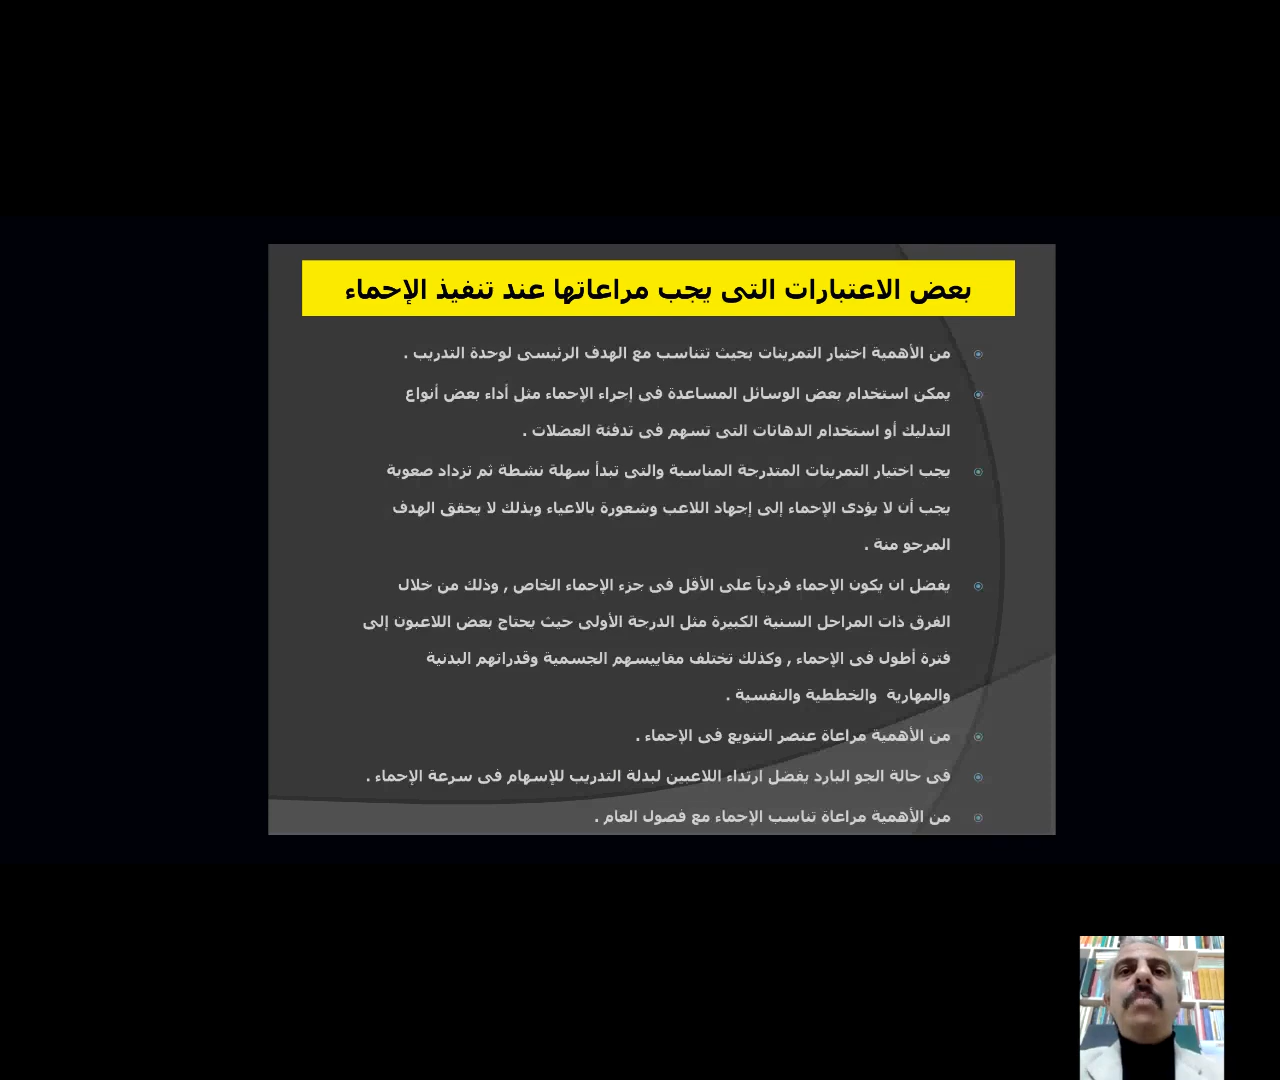 بعض الاعتبارات التى يجب مراعاتها عند تنفيذ الإحماء
من الأهمية اختيار التمرينات بحيث تتناسب مع الهدف الرئيسى لوحدة التدريب .
يمكن استخدام بعض الوسائل المساعدة فى إجراء الإحماء مثل أداء بعض أنواع
التدليك أو استخدام الدهانات التى تسهم فى تدفئة العضلات .
يجب اختيار التمرينات المتدرجة المناسبة والتى تبدأ سهلة نشطة ثم تزداد صعوبة
يجب أن لا يؤدى الإحماء إلى إجهاد اللاعب وشعورة بالاعياء وبذلك لا يحقق الهدف
المرجو منة .
يفضل ان يكون الإحماء فردياً على الأقل فى جزء الإحماء الخاص , وذلك من خلال
الفرق ذات المراحل السنية الكبيرة مثل الدرجة الأولى حيث يحتاج بعض اللاعبون إلى
فترة أطول فى الإحماء , وكذلك تختلف مقاييسهم الجسمية وقدراتهم البدنية
والمهارية والخططية والنفسية .
من الأهمية مراعاة عنصر التنويع فى الإحماء .
فى حالة الجو البارد يفضل ارتداء اللاعبين لبدلة التدريب للإسهام فى سرعة الإحماء .
من الأهمية مراعاة تناسب الإحماء مع فصول العام .